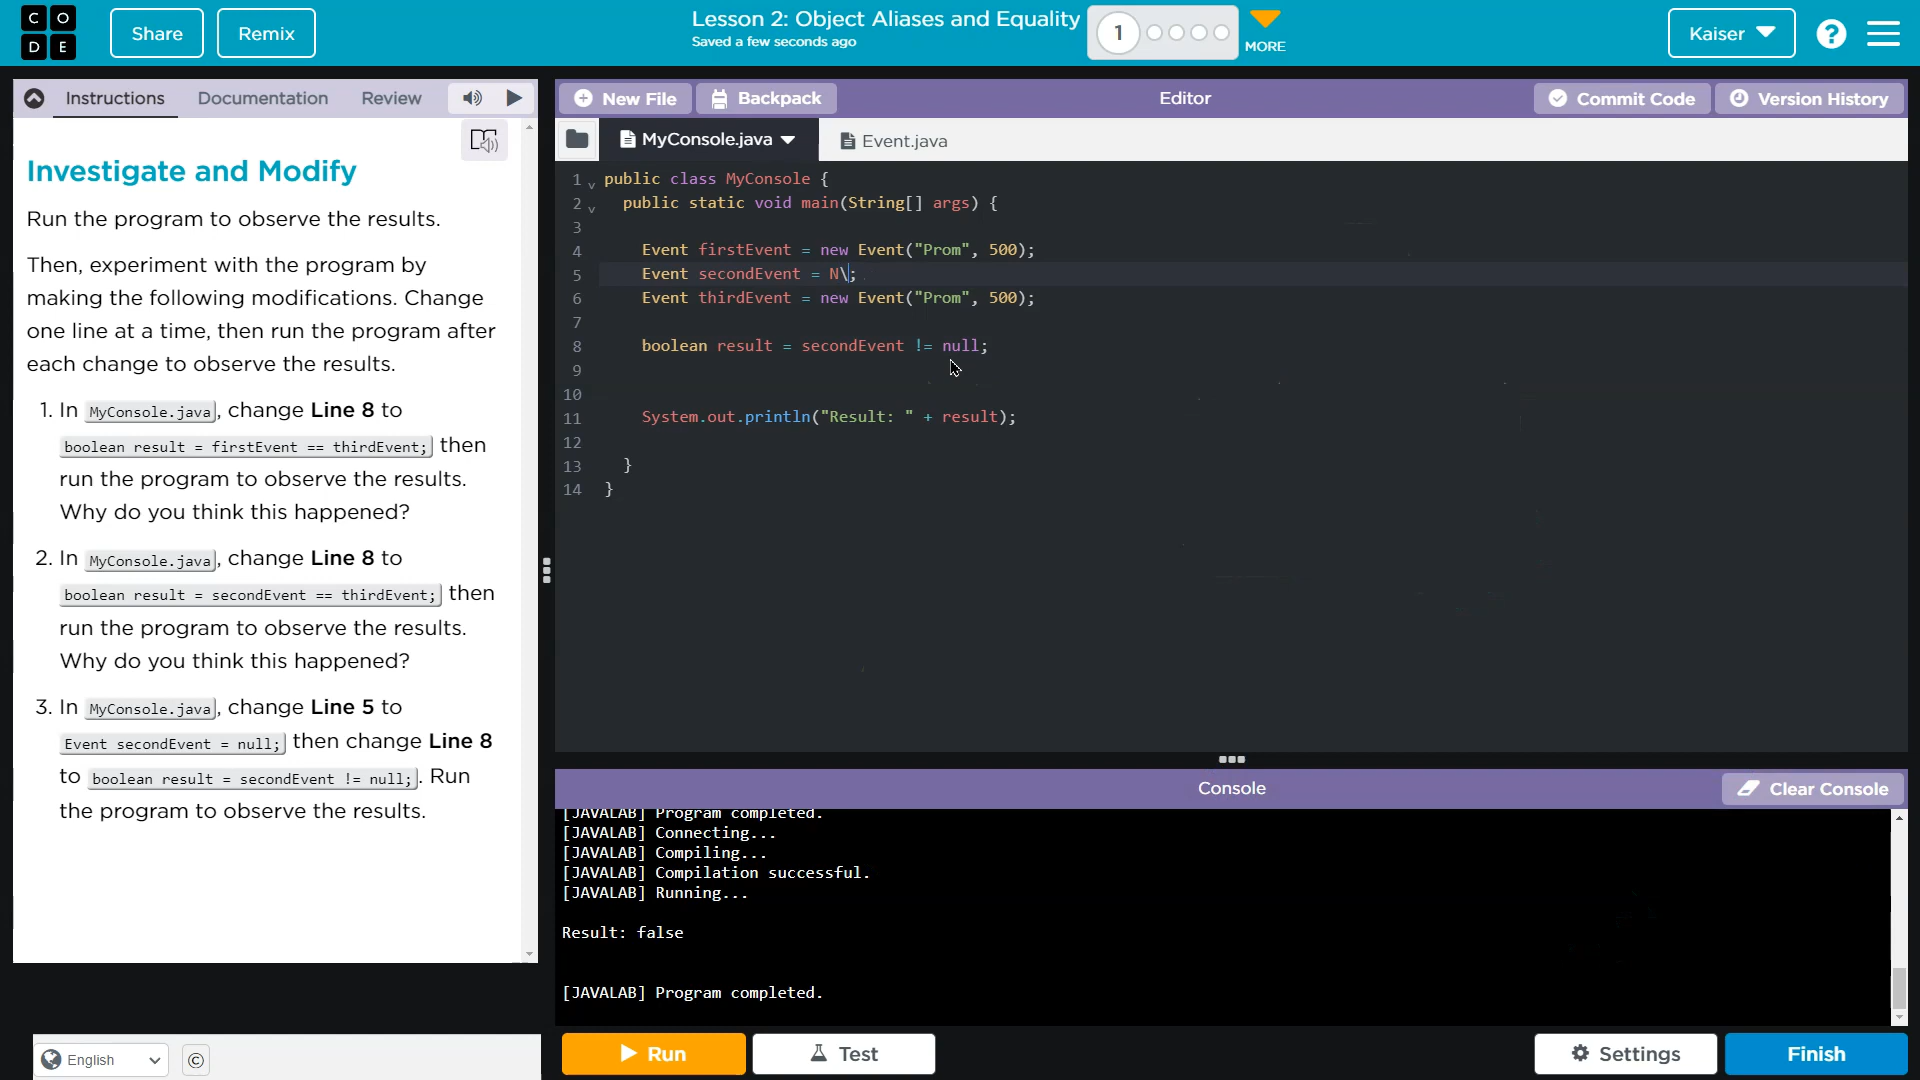 C O
D E
Share
Remix
Lesson 2: Object Aliases and Equality
Saved a few seconds ago
1
MORE
Kaiser
?
Instructions
Documentation
Review
Investigate and Modify
Run the program to observe the results.
Then, experiment with the program by
making the following modifications. Change
one line at a time, then run the program after
each change to observe the results.
1. In MyConsole.java, change Line 8 to
boolean result = firstEvent == thirdEvent; then
run the program to observe the results.
Why do you think this happened?
2. In MyConsole.java, change Line 8 to
boolean result = secondEvent == thirdEvent; then
run the program to observe the results.
Why do you think this happened?
3. In MyConsole.java, change Line 5 to
Event secondEvent = null; then change Line 8
to boolean result = secondEvent != null;. Run
the program to observe the results.
English
©
New File
Backpack
Editor
Commit Code
Version History
MyConsole.java
Event.java
1 public class MyConsole {
2 public static void main(String[] args) {
3
4 Event firstEvent = new Event("Prom", 500);
5 Event secondEvent = N\;
6 Event thirdEvent = new Event("Prom", 500);
7
8 boolean result = secondEvent != null;
9
10
11 System.out.println("Result: " + result);
12
13 }
14 }
Console
Clear Console
[JAVALAB] Program completed.
[JAVALAB] Connecting...
[JAVALAB] Compiling...
[JAVALAB] Compilation successful.
[JAVALAB] Running...
Result: false
[JAVALAB] Program completed.
Run
Test
Settings
Finish